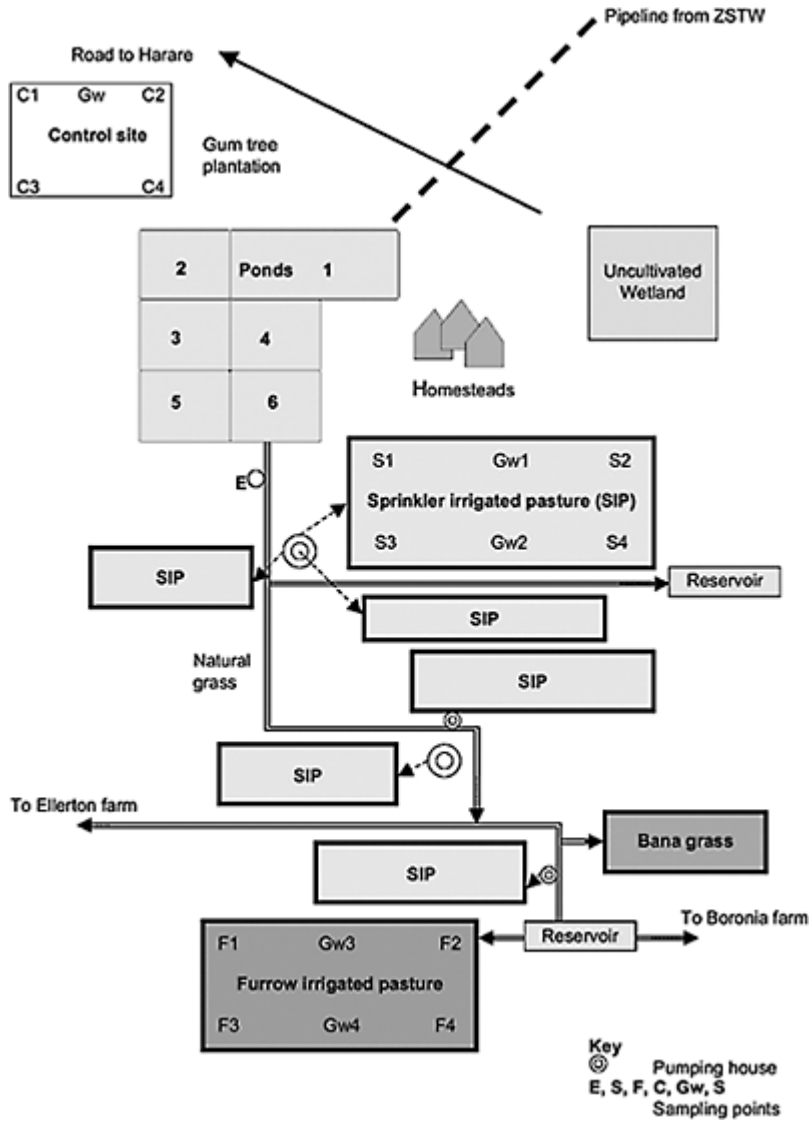 Pipeline from ZSTW
Road to Harare
C1 Gw C2
Control site
C3 C4
Gum tree
plantation
2 Ponds 1
3 4
5 6
Uncultivated
Wetland
Homesteads
E
S1 Gw1 S2
Sprinkler irrigated pasture (SIP)
S3 Gw2 S4
SIP
Reservoir
SIP
Natural
grass
SIP
SIP
To Ellerton farm
Bana grass
SIP
To Boronia farm
Reservoir
F1 Gw3 F2
Furrow irrigated pasture
F3 Gw4 F4
Key
Pumping house
E, S, F, C, Gw, S
Sampling points